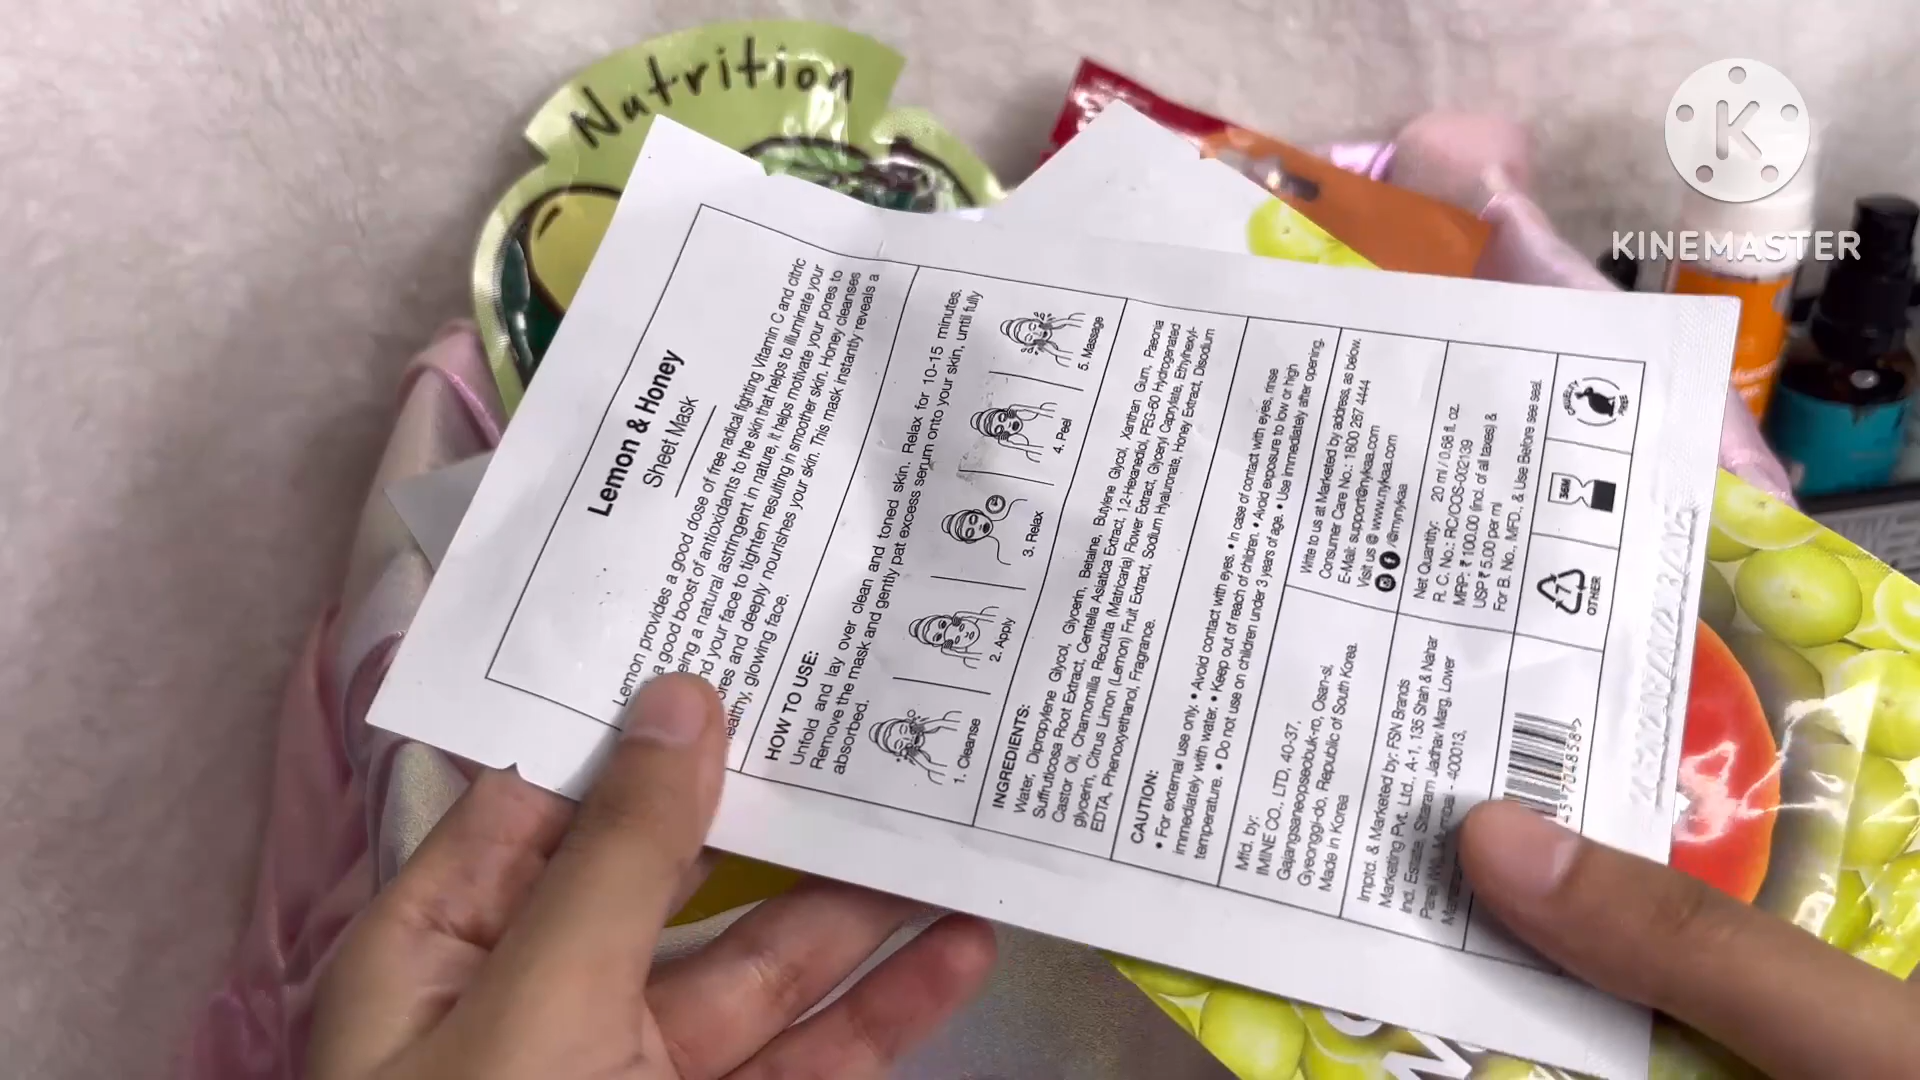 Nutrition
KINEMASTER
Lemon & Honey
Sheet Mask
Lemon provides a good dose of free radical fighting Vitamin C and citric
a good boost of antioxidants to the skin that helps to illuminate your
being a natural astringent in nature, it helps motivate your pores to
and your face to tighten resulting in smoother skin. Honey cleanses
pores and deeply nourishes your skin. This mask instantly reveals a
healthy, glowing face.
HOW TO USE:
Unfold and lay over clean and toned skin. Relax for 10-15 minutes.
Remove the mask and gently pat excess serum onto your skin, until fully
absorbed.
1. Cleanse
2. Apply
3. Relax
4. Peel
5. Massage
INGREDIENTS:
Water, Dipropylene Glycol, Glycerin, Betaine, Butylene Glycol, Xanthan Gum, Paeonia
Suffruticosa Root Extract, Centella Asiatica Extract, 1,2-Hexanediol, PEG-60 Hydrogenated
Castor Oil, Chamomilla Recutita (Matricaria) Flower Extract, Glyceryl Caprylate, Ethylhexyl-
glycerin, Citrus Limon (Lemon) Fruit Extract, Sodium Hyaluronate, Honey Extract, Disodium
EDTA, Phenoxyethanol, Fragrance.
CAUTION:
• For external use only. • Avoid contact with eyes. • In case of contact with eyes, rinse
immediately with water. • Keep out of reach of children. • Avoid exposure to low or high
temperature. • Do not use on children under 3 years of age. • Use immediately after opening.
Mfd. by:
IMINE CO., LTD, 40-37,
Gajangsaneopseobuk-ro, Osan-si,
Gyeonggi-do, Republic of South Korea.
Made in Korea
Write to us at Marketed by address, as below.
Consumer Care No.: 1800 267 4444
E-Mail: support@nykaa.com
Visit us @ www.nykaa.com
/@mynykaa
Imptd. & Marketed by: FSN Brands
Marketing Pvt. Ltd., A-1, 135 Shah & Nahar
Ind. Estate, Sitaram Jadhav Marg, Lower
- 400013,
Net Quantity: 20 ml / 0.68 fl. oz.
R. C. No.: RC/COS-002139
MRP: ₹ 100.00 (incl. of all taxes) &
USP ₹ 5.00 per ml
For B. No., MFD., & Use Before see seal.
7
OTHER
36M
CRUELTY
FREE